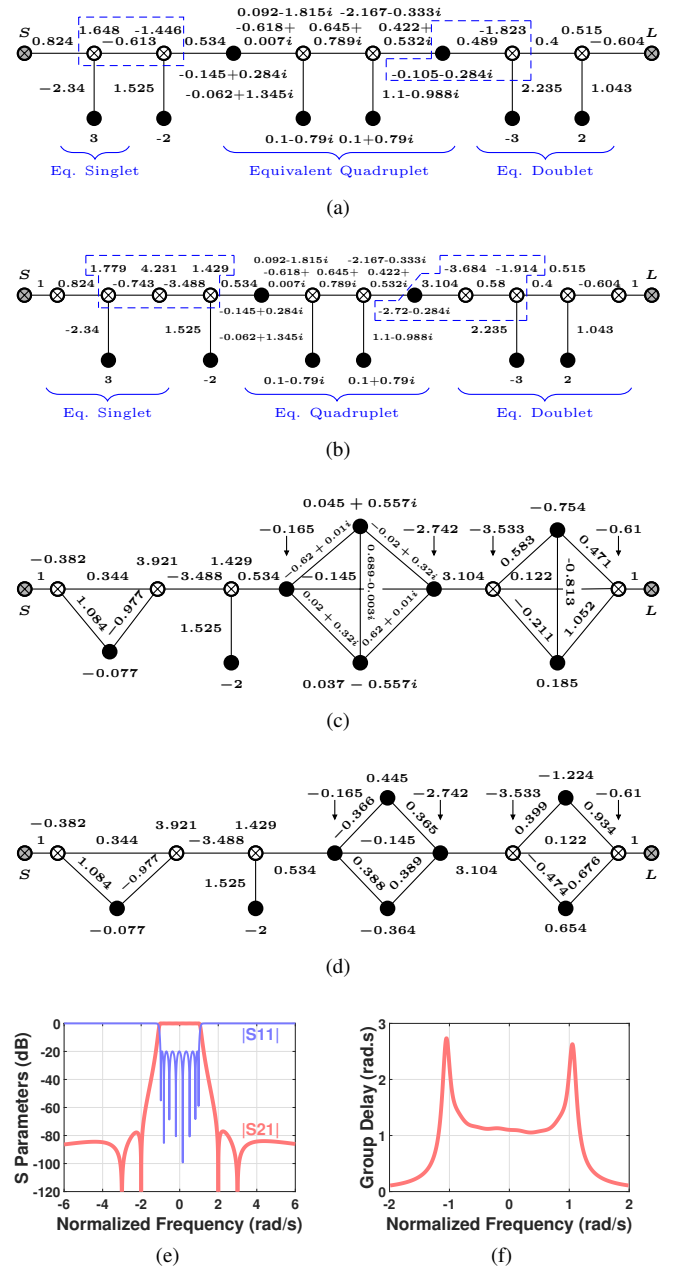 0.092-1.815i -2.167-0.333i
S 1.648 -1.446 -0.618+ 0.645+ 0.422+ -1.823 0.515 L
0.824 -0.613 0.534 0.007i 0.789i 0.532i 0.489 0.4 -0.604
-0.145+0.284i -0.105-0.284i
-2.34 1.525 -0.062+1.345i 1.1-0.988i 2.235 1.043
3 -2 0.1-0.79i 0.1+0.79i -3 2
Eq. Singlet Equivalent Quadruplet Eq. Doublet
(a)
0.092-1.815i -2.167-0.333i
S 1.779 4.231 1.429 -0.618+ 0.645+ 0.422+ -3.684 -1.914 0.515 L
1 0.824 -0.743 -3.488 0.534 0.007i 0.789i 0.532i 3.104 0.58 0.4 -0.604 1
-0.145+0.284i -2.72-0.284i
-2.34 1.525 -0.062+1.345i 1.1-0.988i 2.235 1.043
3 -2 0.1-0.79i 0.1+0.79i -3 2
Eq. Singlet Eq. Quadruplet Eq. Doublet
(b)
0.045 + 0.557i -0.754
-0.165 -2.742 -3.533 -0.61
-0.382 3.921 1.429 -0.62 + 0.01i -0.02 + 0.32i 0.583 0.471
1 0.344 -3.488 0.534 -0.145 0.689-0.003i 3.104 0.122 -0.813 1
S L
1.084 -0.977 1.525 0.02 + 0.32i 0.62 + 0.01i -0.211 1.052
-0.077 -2 0.037 - 0.557i 0.185
(c)
0.445 -1.224
-0.165 -2.742 -3.533 -0.61
-0.382 3.921 1.429 -0.366 0.365 0.399 0.934
1 0.344 -3.488 -0.145 0.122 1
S 0.534 3.104 L
1.084 -0.977 1.525 0.388 0.389 -0.474 0.676
-0.077 -2 -0.364 0.654
(d)
0
-20
-40
-60
-80
-100
-120
S Parameters (dB)
|S11|
|S21|
-6 -4 -2 0 2 4 6
Normalized Frequency (rad/s)
(e)
3
2
1
0
Group Delay (rad.s)
-2 -1 0 1 2
Normalized Frequency (rad/s)
(f)